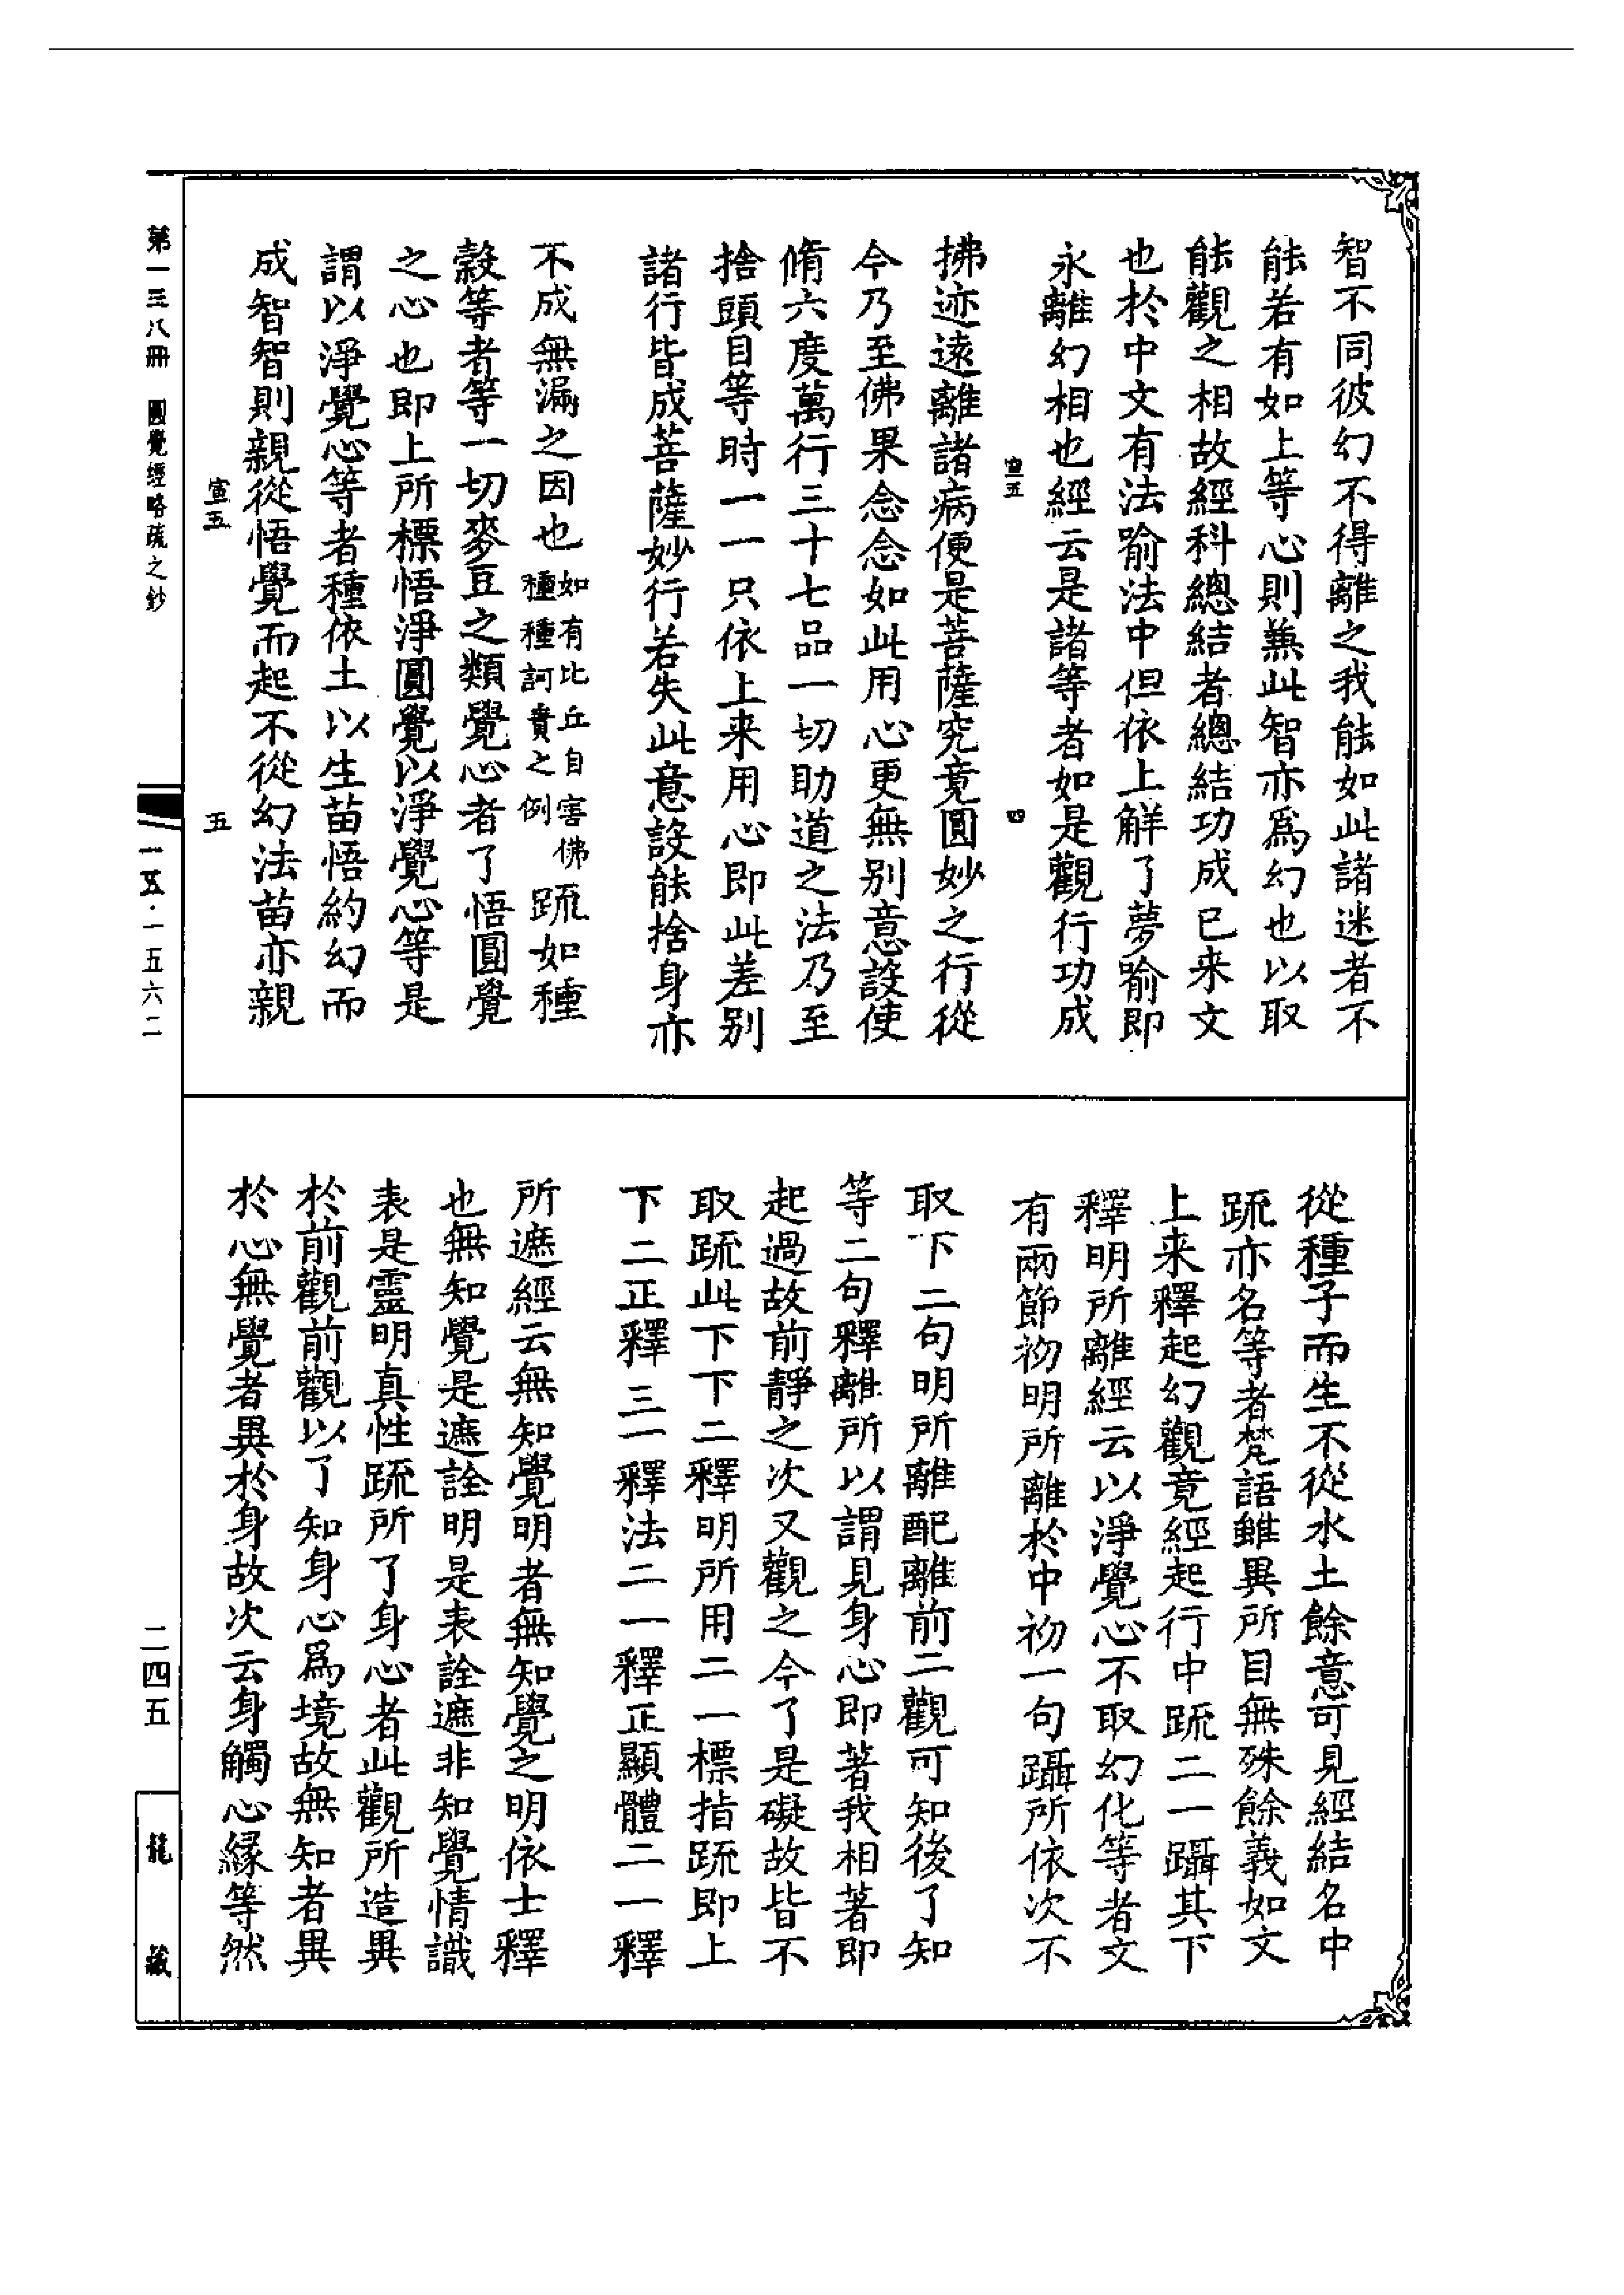 智不同彼幻不得離之我能如此諸迷者不
能若有如上等心則兼此智亦爲幻也以取
能觀之相故經科總結者總結功成已来文
也於中文有法喻法中但依上解了夢喻即
永離幻相也經云是諸等者如是觀行功成
宣五
四
拂迹遠離諸病便是菩薩究竟圓妙之行從
今乃至佛果念念如此用心更無别意設使
脩六度萬行三十七品一切助道之法乃至
捨頭目等時一一只依上来用心即此差别
諸行皆成菩薩妙行若失此意設能捨身亦
不成無漏之因也如有比丘自害佛種種訶責之例䟽如種
糓等者等一切麥豆之類覺心者了悟圓覺
之心也即上所標悟淨圓覺以淨覺心等是
謂以淨覺心等者種依土以生苗悟約幻而
成智智則親從悟覺而起不從幻法苗亦親
宣五
五
從種子而生不從水土餘意可見經結名中
䟽亦名等者梵語雖異所目無殊餘義如文
上来釋起幻觀竟經起行中䟽二一躡其下
釋明所離經云以淨覺心不取幻化等者文
有兩節初明所離於中初一句躡所依次不
取下二句明所離配離前二觀可知後了知
等二句釋離所以謂見身心即著我相著即
起過故前靜之次又觀之今了是礙故皆不
取䟽此下下二釋明所用二一標指䟽即上
下二正釋三一釋法二一釋正顯體二一釋
所遮經云無知覺明者無知覺之明依士釋
也無知覺是遮詮明是表詮遮非知覺情識
表是靈明真性䟽所了身心者此觀所造異
於前觀前觀以了知身心爲境故無知者異
於心無覺者異於身故次云身觸心緣等然
第一三八冊　圓覺經略疏之鈔
一五·一五六二
二四五
龍藏